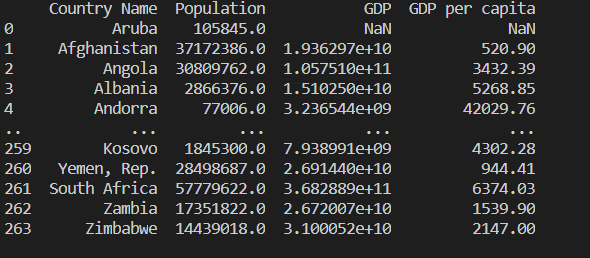 Country Name Population GDP GDP per capita
0 Aruba 105845.0 NaN NaN
1 Afghanistan 37172386.0 1.936297e+10 520.90
2 Angola 30809762.0 1.057510e+11 3432.39
3 Albania 2866376.0 1.510250e+10 5268.85
4 Andorra 77006.0 3.236544e+09 42029.76
.. ... ... ... ...
259 Kosovo 1845300.0 7.938991e+09 4302.28
260 Yemen, Rep. 28498687.0 2.691440e+10 944.41
261 South Africa 57779622.0 3.682889e+11 6374.03
262 Zambia 17351822.0 2.672007e+10 1539.90
263 Zimbabwe 14439018.0 3.100052e+10 2147.00